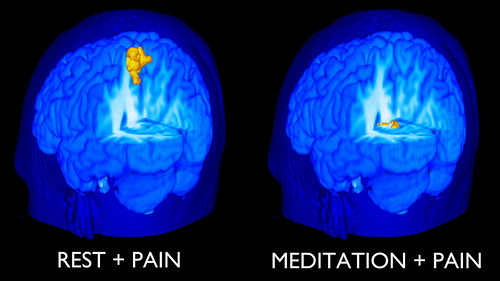 REST + PAIN
MEDITATION + PAIN